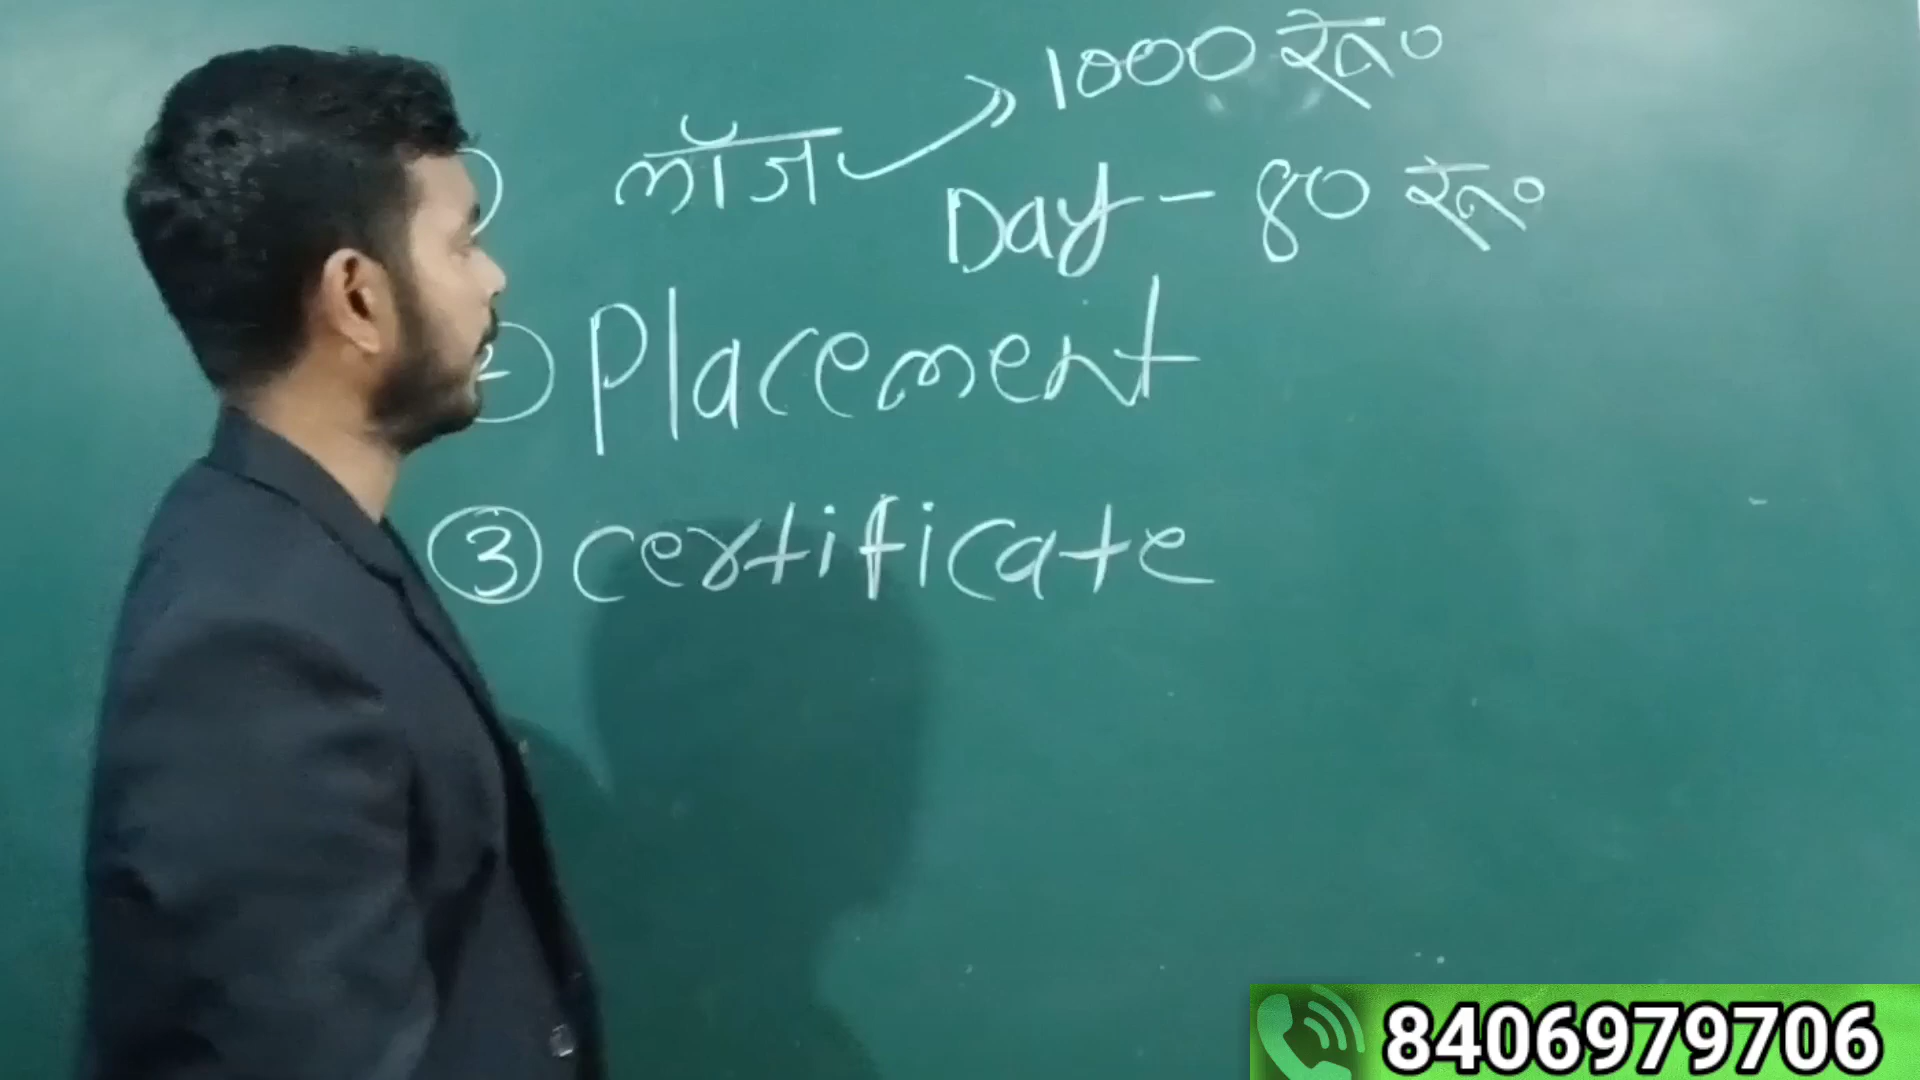 लॉज 1000 रू०
Day - 80 रू०
Placement
③ certificate
8406979706